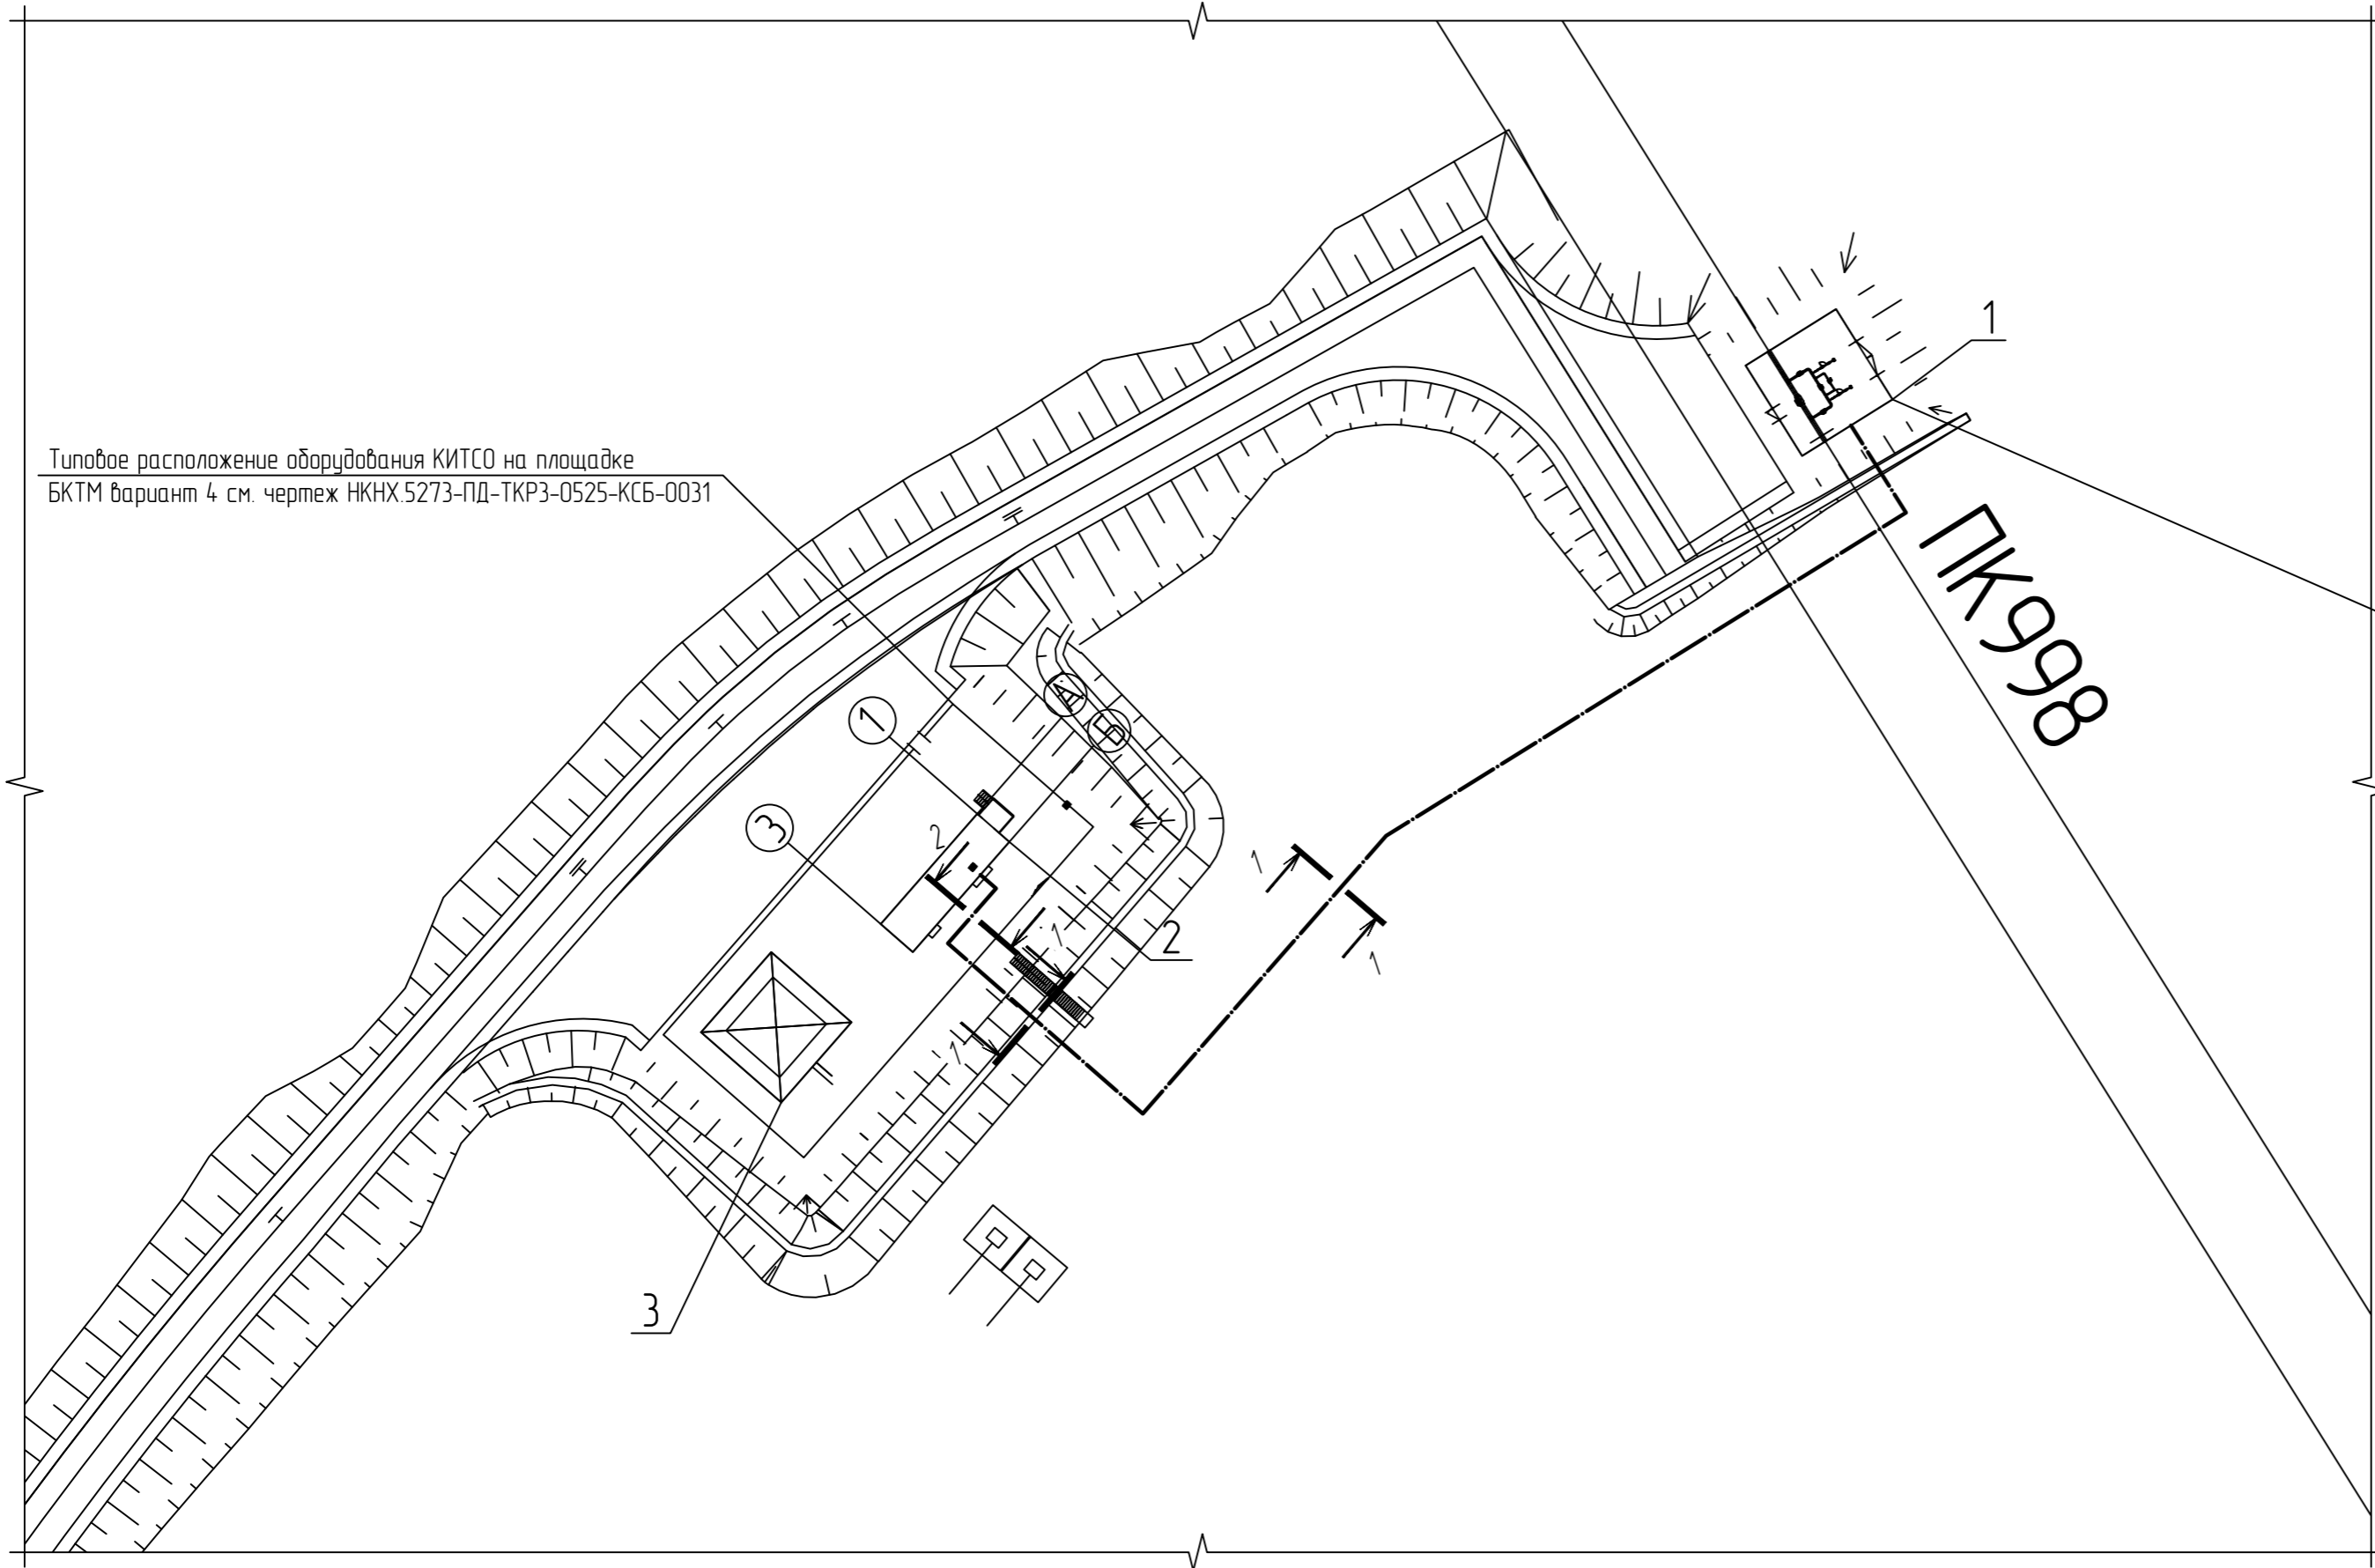 1
Типовое расположение оборудования КИТСО на площадке
БКТМ вариант 4 см. чертеж НКНХ.5273-ПД-ТКР3-0525-КСБ-0031
ПК998
А
Б
1
3
2
1
1
1
2
1
3